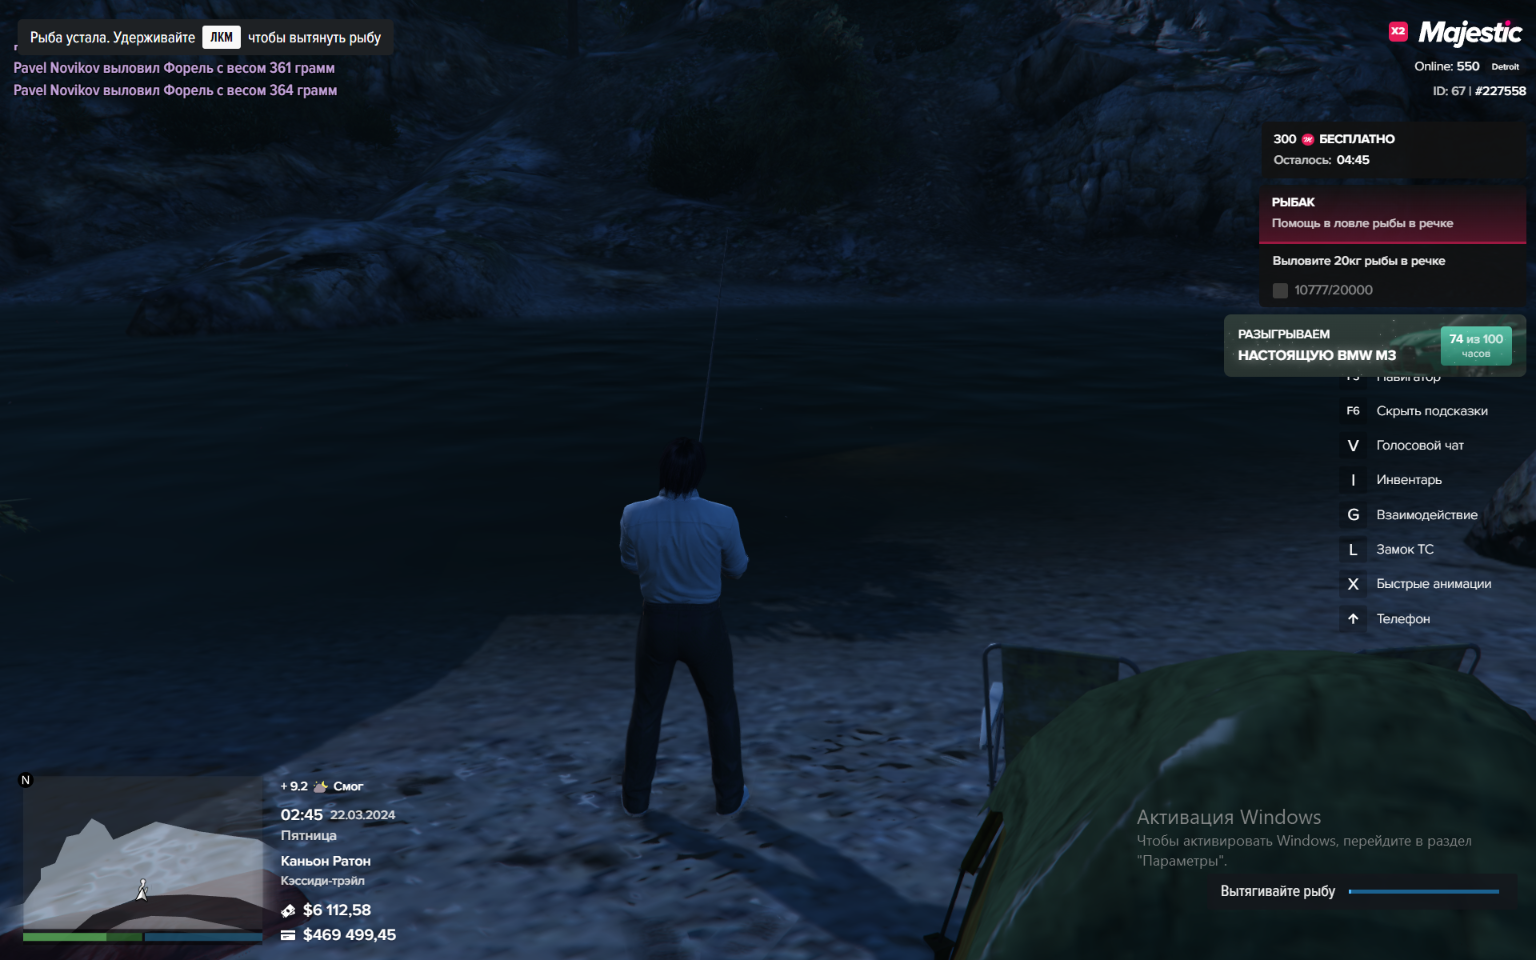 Рыба устала. Удерживайте ЛКМ чтобы вытянуть рыбу
Pavel Novikov выловил Форель с весом 361 грамм
Pavel Novikov выловил Форель с весом 364 грамм
X2 Majestic
Online: 550 Detroit
ID: 67 | #227558
300 БЕСПЛАТНО
Осталось: 04:45
РЫБАК
Помощь в ловле рыбы в речке
Выловите 20кг рыбы в речке
10777/20000
РАЗЫГРЫВАЕМ
НАСТОЯЩУЮ BMW M3
74 из 100
часов
Навигатор
F6 Скрыть подсказки
V Голосовой чат
I Инвентарь
G Взаимодействие
L Замок ТС
X Быстрые анимации
Телефон
N
+ 9.2 Смог
02:45 22.03.2024
Пятница
Каньон Ратон
Кэссиди-трэйл
$6 112,58
$469 499,45
Активация Windows
Чтобы активировать Windows, перейдите в раздел
"Параметры".
Вытягивайте рыбу